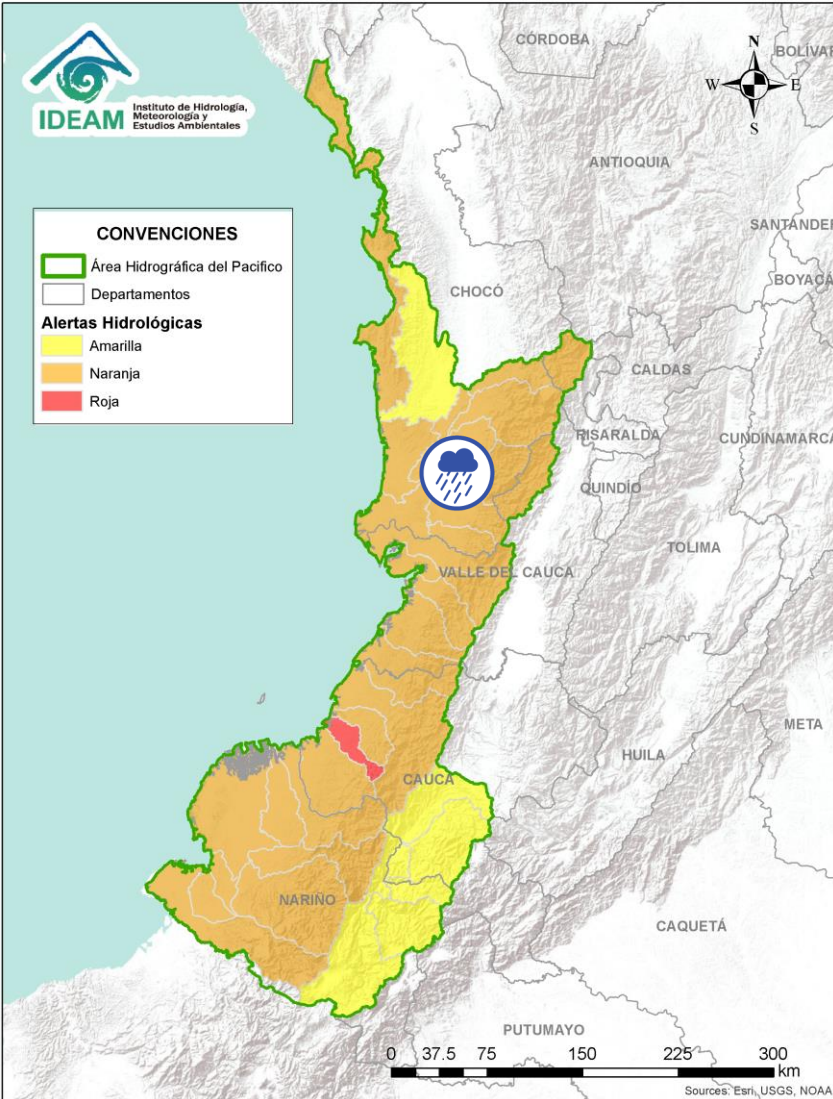 IDEAM
Instituto de Hidrología,
Meteorología y
Estudios Ambientales
CÓRDOBA
BOLÍVAR
N
W
E
S
ANTIOQUIA
SANTANDER
BOYACÁ
CONVENCIONES
Área Hidrográfica del Pacifico
Departamentos
Alertas Hidrológicas
Amarilla
Naranja
Roja
CHOCÓ
CALDAS
RISARALDA
CUNDINAMARCA
QUINDÍO
TOLIMA
VALLE DEL CAUCA
META
HUILA
CAUCA
NARIÑO
CAQUETÁ
PUTUMAYO
0 37.5 75 150 225 300
km
Sources: Esri, USGS, NOAA